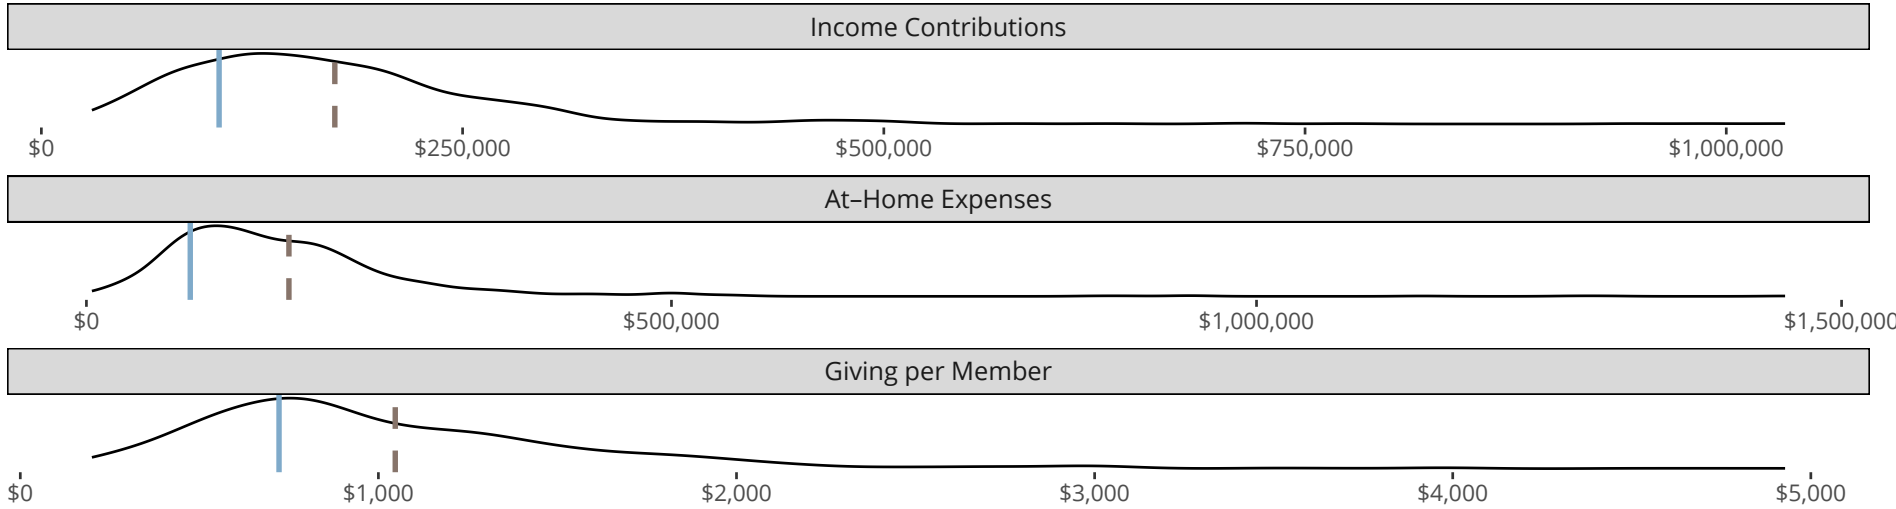 Income Contributions
$0 $250,000 $500,000 $750,000 $1,000,000
At–Home Expenses
$0 $500,000 $1,000,000 $1,500,000
Giving per Member
$0 $1,000 $2,000 $3,000 $4,000 $5,000